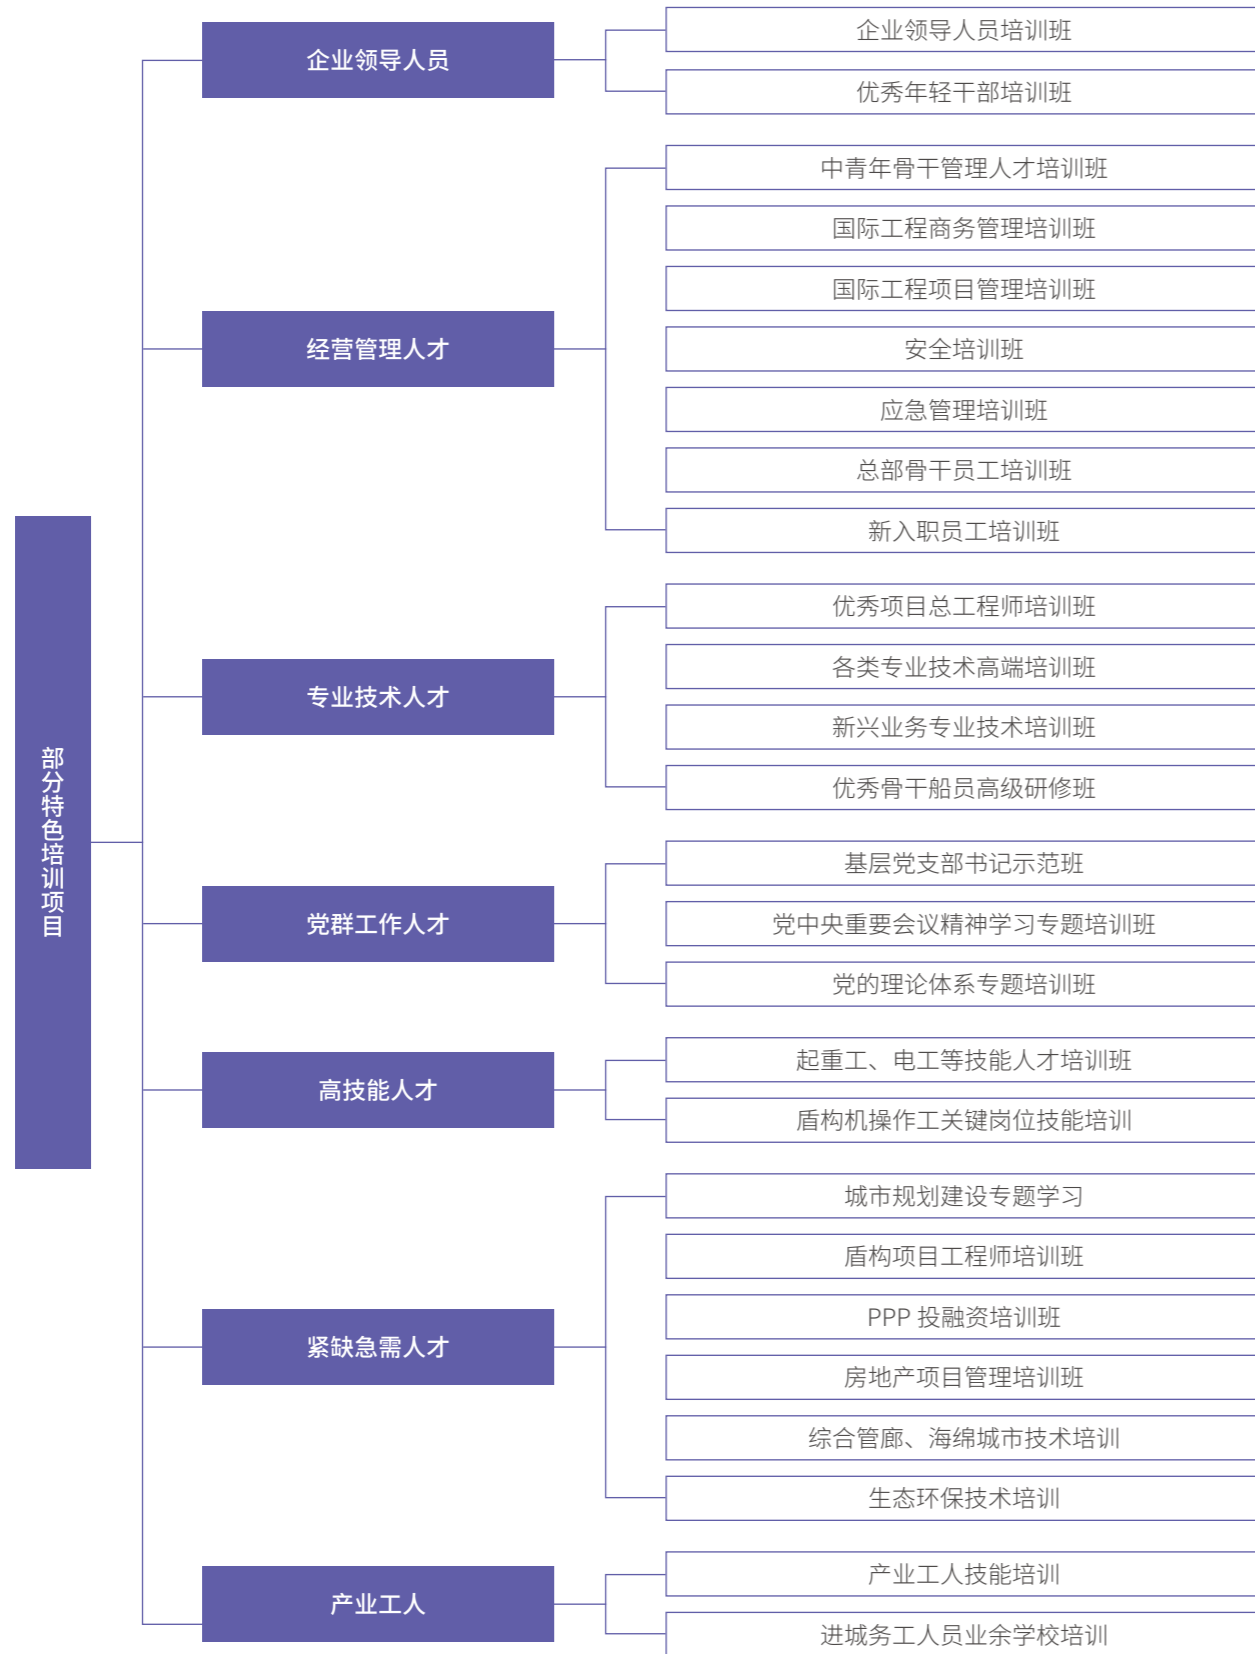 部分特色培训项目
企业领导人员
企业领导人员培训班
优秀年轻干部培训班
经营管理人才
中青年骨干管理人才培训班
国际工程商务管理培训班
国际工程项目管理培训班
安全培训班
应急管理培训班
总部骨干员工培训班
新入职员工培训班
专业技术人才
优秀项目总工程师培训班
各类专业技术高端培训班
新兴业务专业技术培训班
优秀骨干船员高级研修班
党群工作人才
基层党支部书记示范班
党中央重要会议精神学习专题培训班
党的理论体系专题培训班
高技能人才
起重工、电工等技能人才培训班
盾构机操作工关键岗位技能培训
紧缺急需人才
城市规划建设专题学习
盾构项目工程师培训班
PPP 投融资培训班
房地产项目管理培训班
综合管廊、海绵城市技术培训
生态环保技术培训
产业工人
产业工人技能培训
进城务工人员业余学校培训